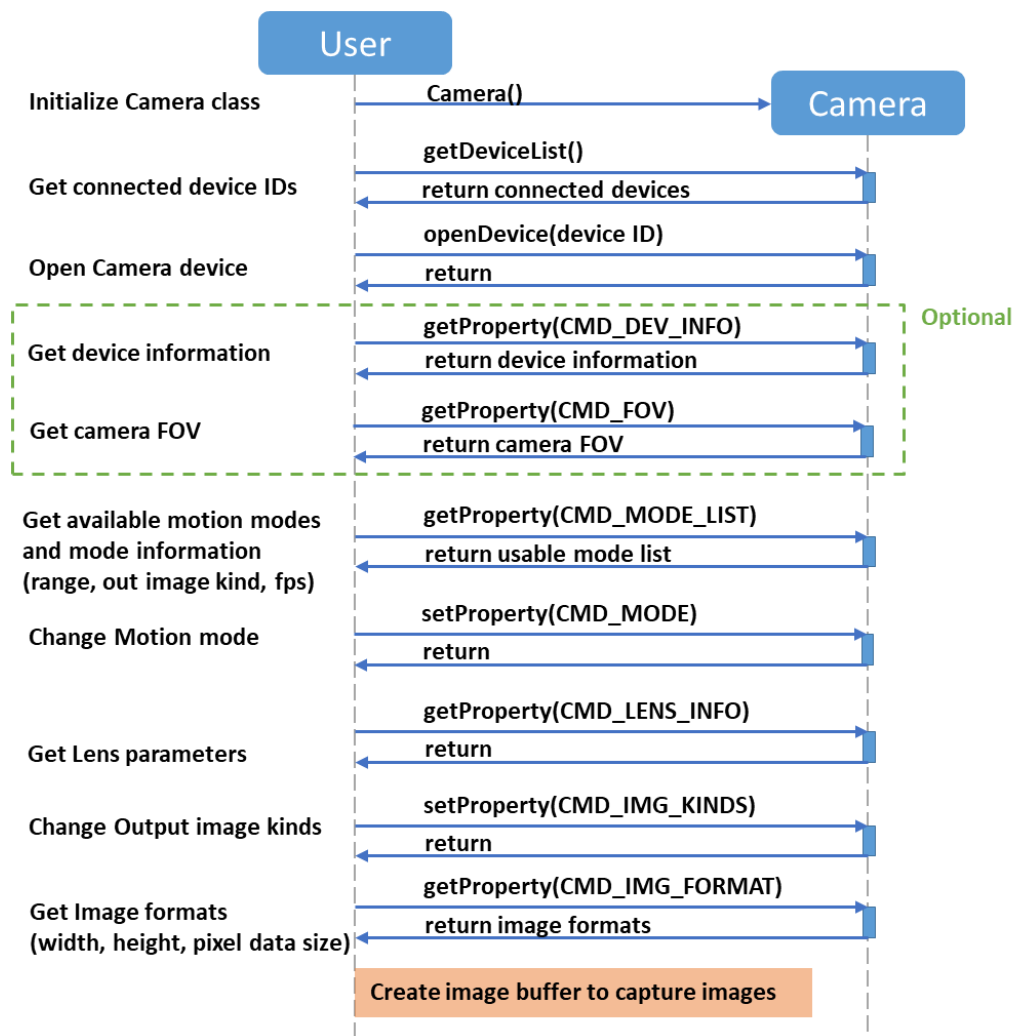 User
Initialize Camera class
Camera()
Camera
getDeviceList()
Get connected device IDs
return connected devices
openDevice(device ID)
Open Camera device
return
Optional
getProperty(CMD_DEV_INFO)
Get device information
return device information
getProperty(CMD_FOV)
Get camera FOV
return camera FOV
Get available motion modes
and mode information
(range, out image kind, fps)
getProperty(CMD_MODE_LIST)
return usable mode list
setProperty(CMD_MODE)
Change Motion mode
return
getProperty(CMD_LENS_INFO)
Get Lens parameters
return
setProperty(CMD_IMG_KINDS)
Change Output image kinds
return
getProperty(CMD_IMG_FORMAT)
Get Image formats
(width, height, pixel data size)
return image formats
Create image buffer to capture images